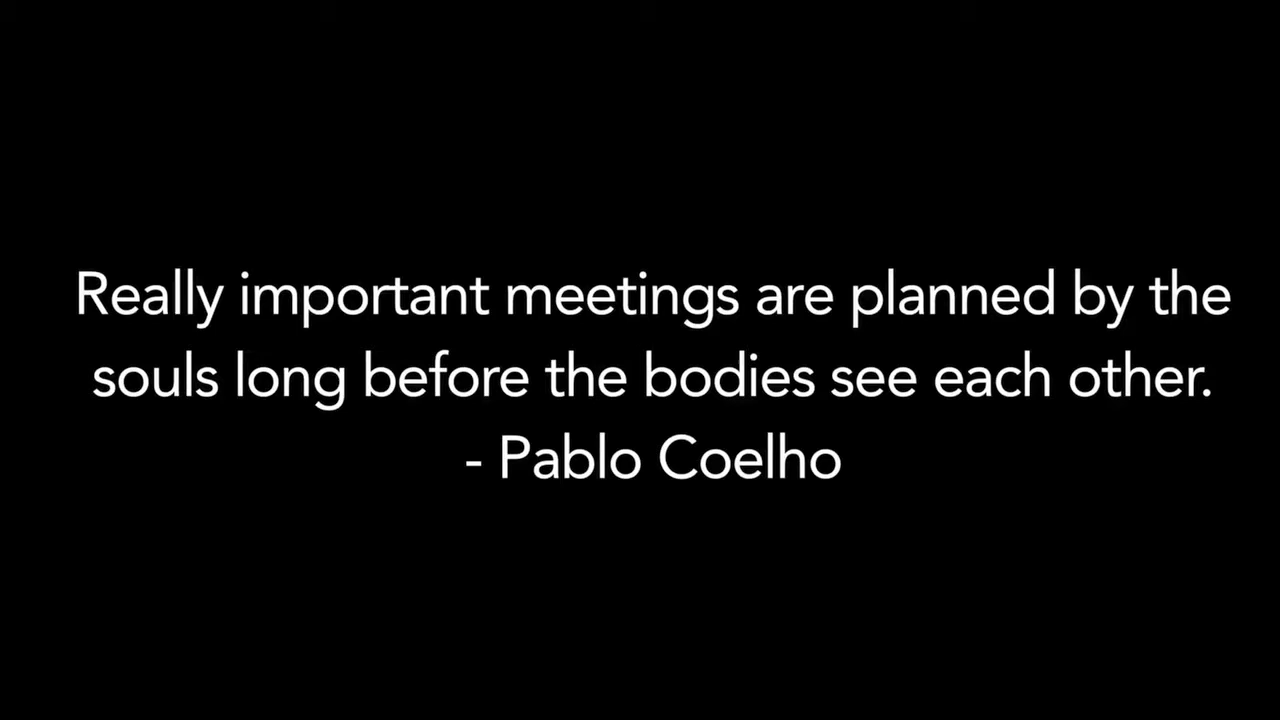 Really important meetings are planned by the
souls long before the bodies see each other.
- Pablo Coelho